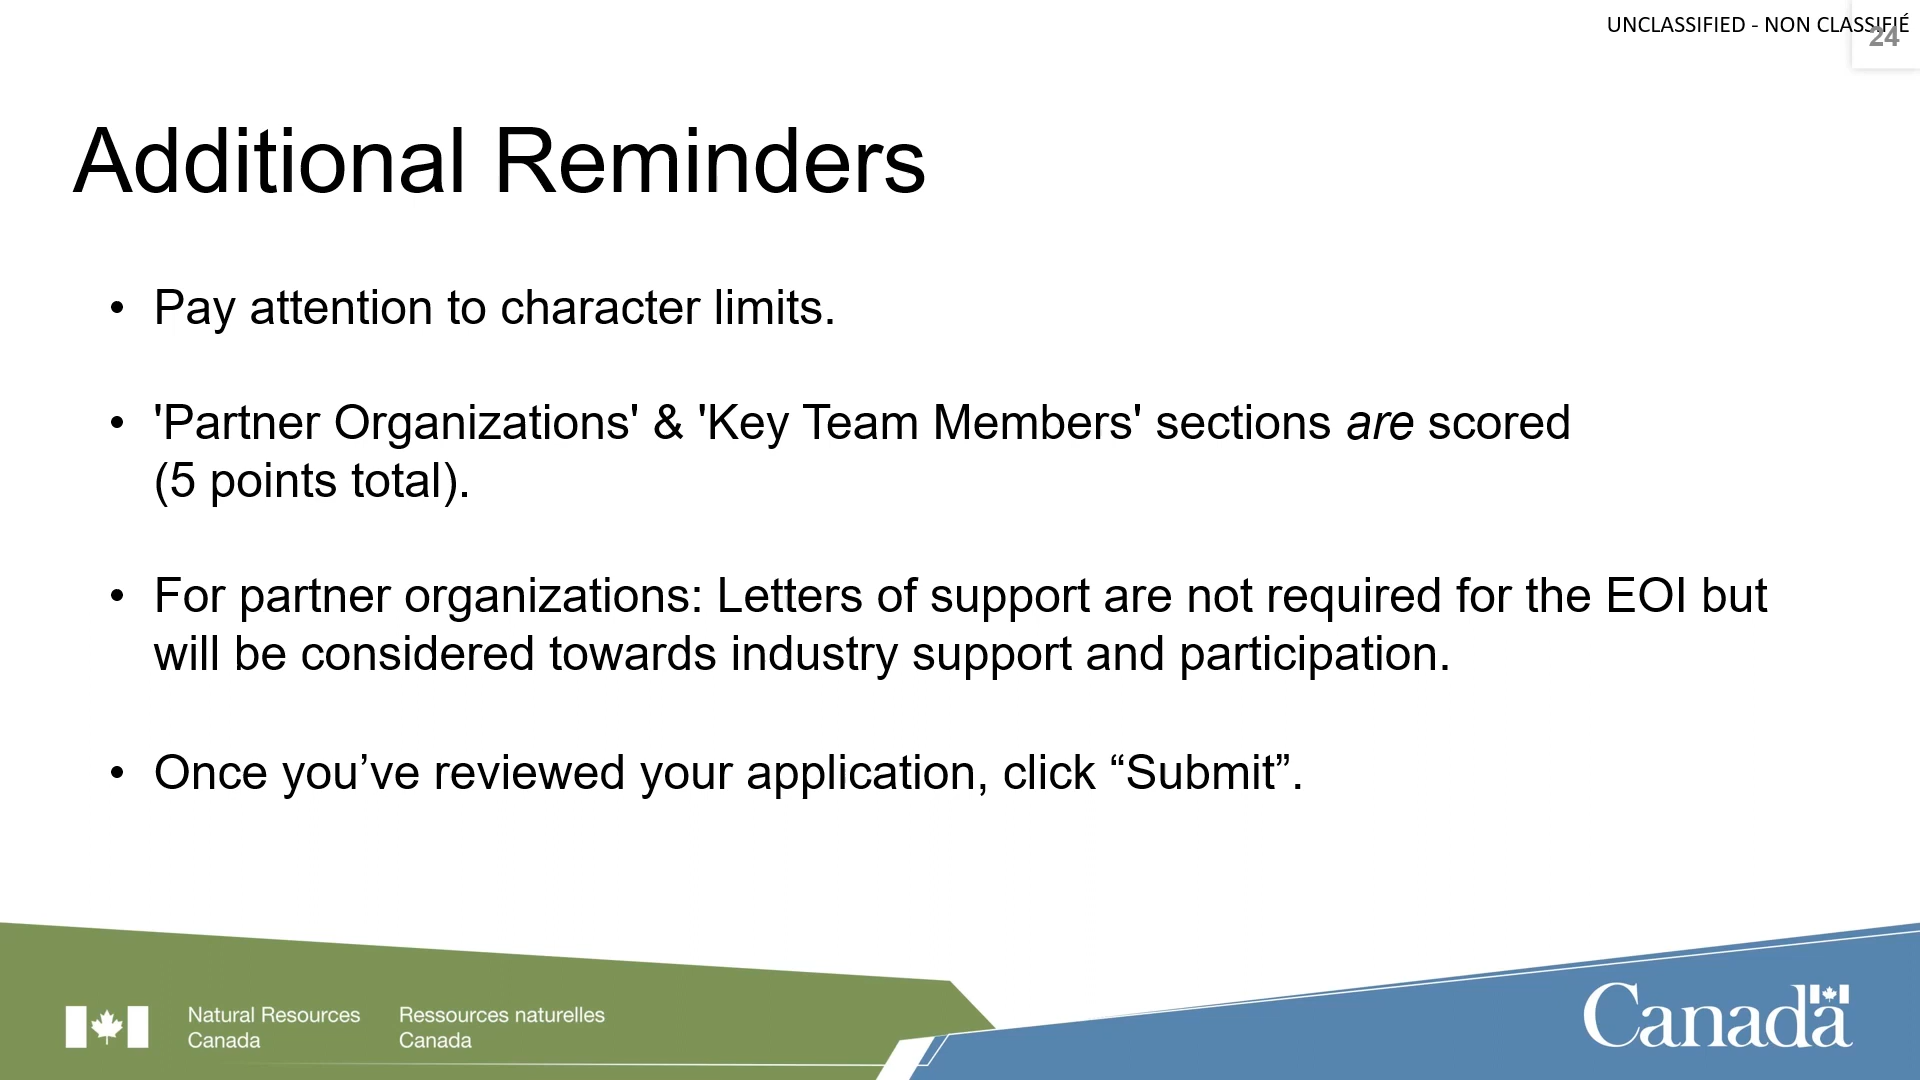 UNCLASSIFIED - NON CLASSIFIÉ
24
Additional Reminders
• Pay attention to character limits.
• 'Partner Organizations' & 'Key Team Members' sections are scored
(5 points total).
• For partner organizations: Letters of support are not required for the EOI but
will be considered towards industry support and participation.
• Once you’ve reviewed your application, click “Submit”.
Natural Resources
Canada
Ressources naturelles
Canada
Canada